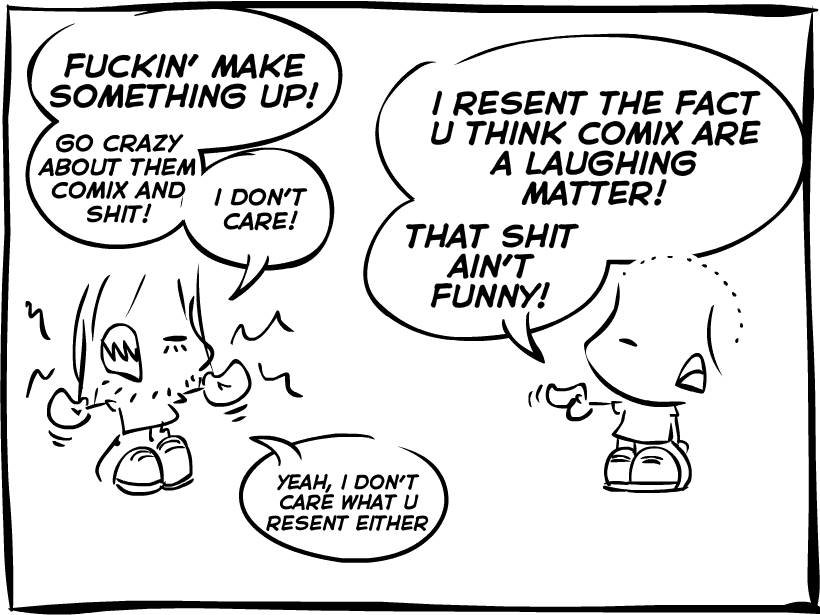 FUCKIN' MAKE
SOMETHING UP!
GO CRAZY
ABOUT THEM
COMIX AND
SHIT!
I DON'T
CARE!
I RESENT THE FACT
U THINK COMIX ARE
A LAUGHING
MATTER!
THAT SHIT
AIN'T
FUNNY!
YEAH, I DON'T
CARE WHAT U
RESENT EITHER